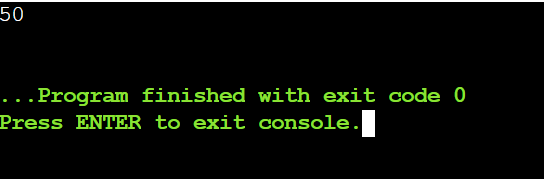 50
...Program finished with exit code 0
Press ENTER to exit console.